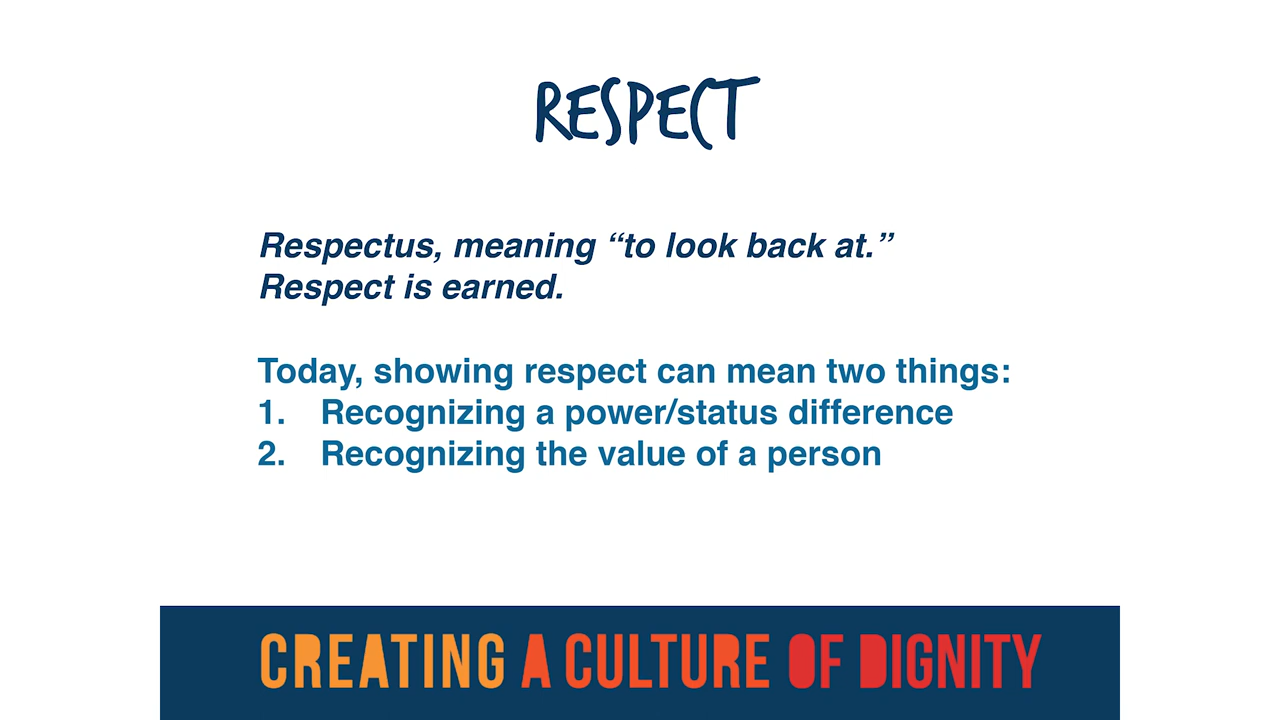 RESPECT
Respectus, meaning “to look back at.”
Respect is earned.
Today, showing respect can mean two things:
1. Recognizing a power/status difference
2. Recognizing the value of a person
CREATING A CULTURE OF DIGNITY